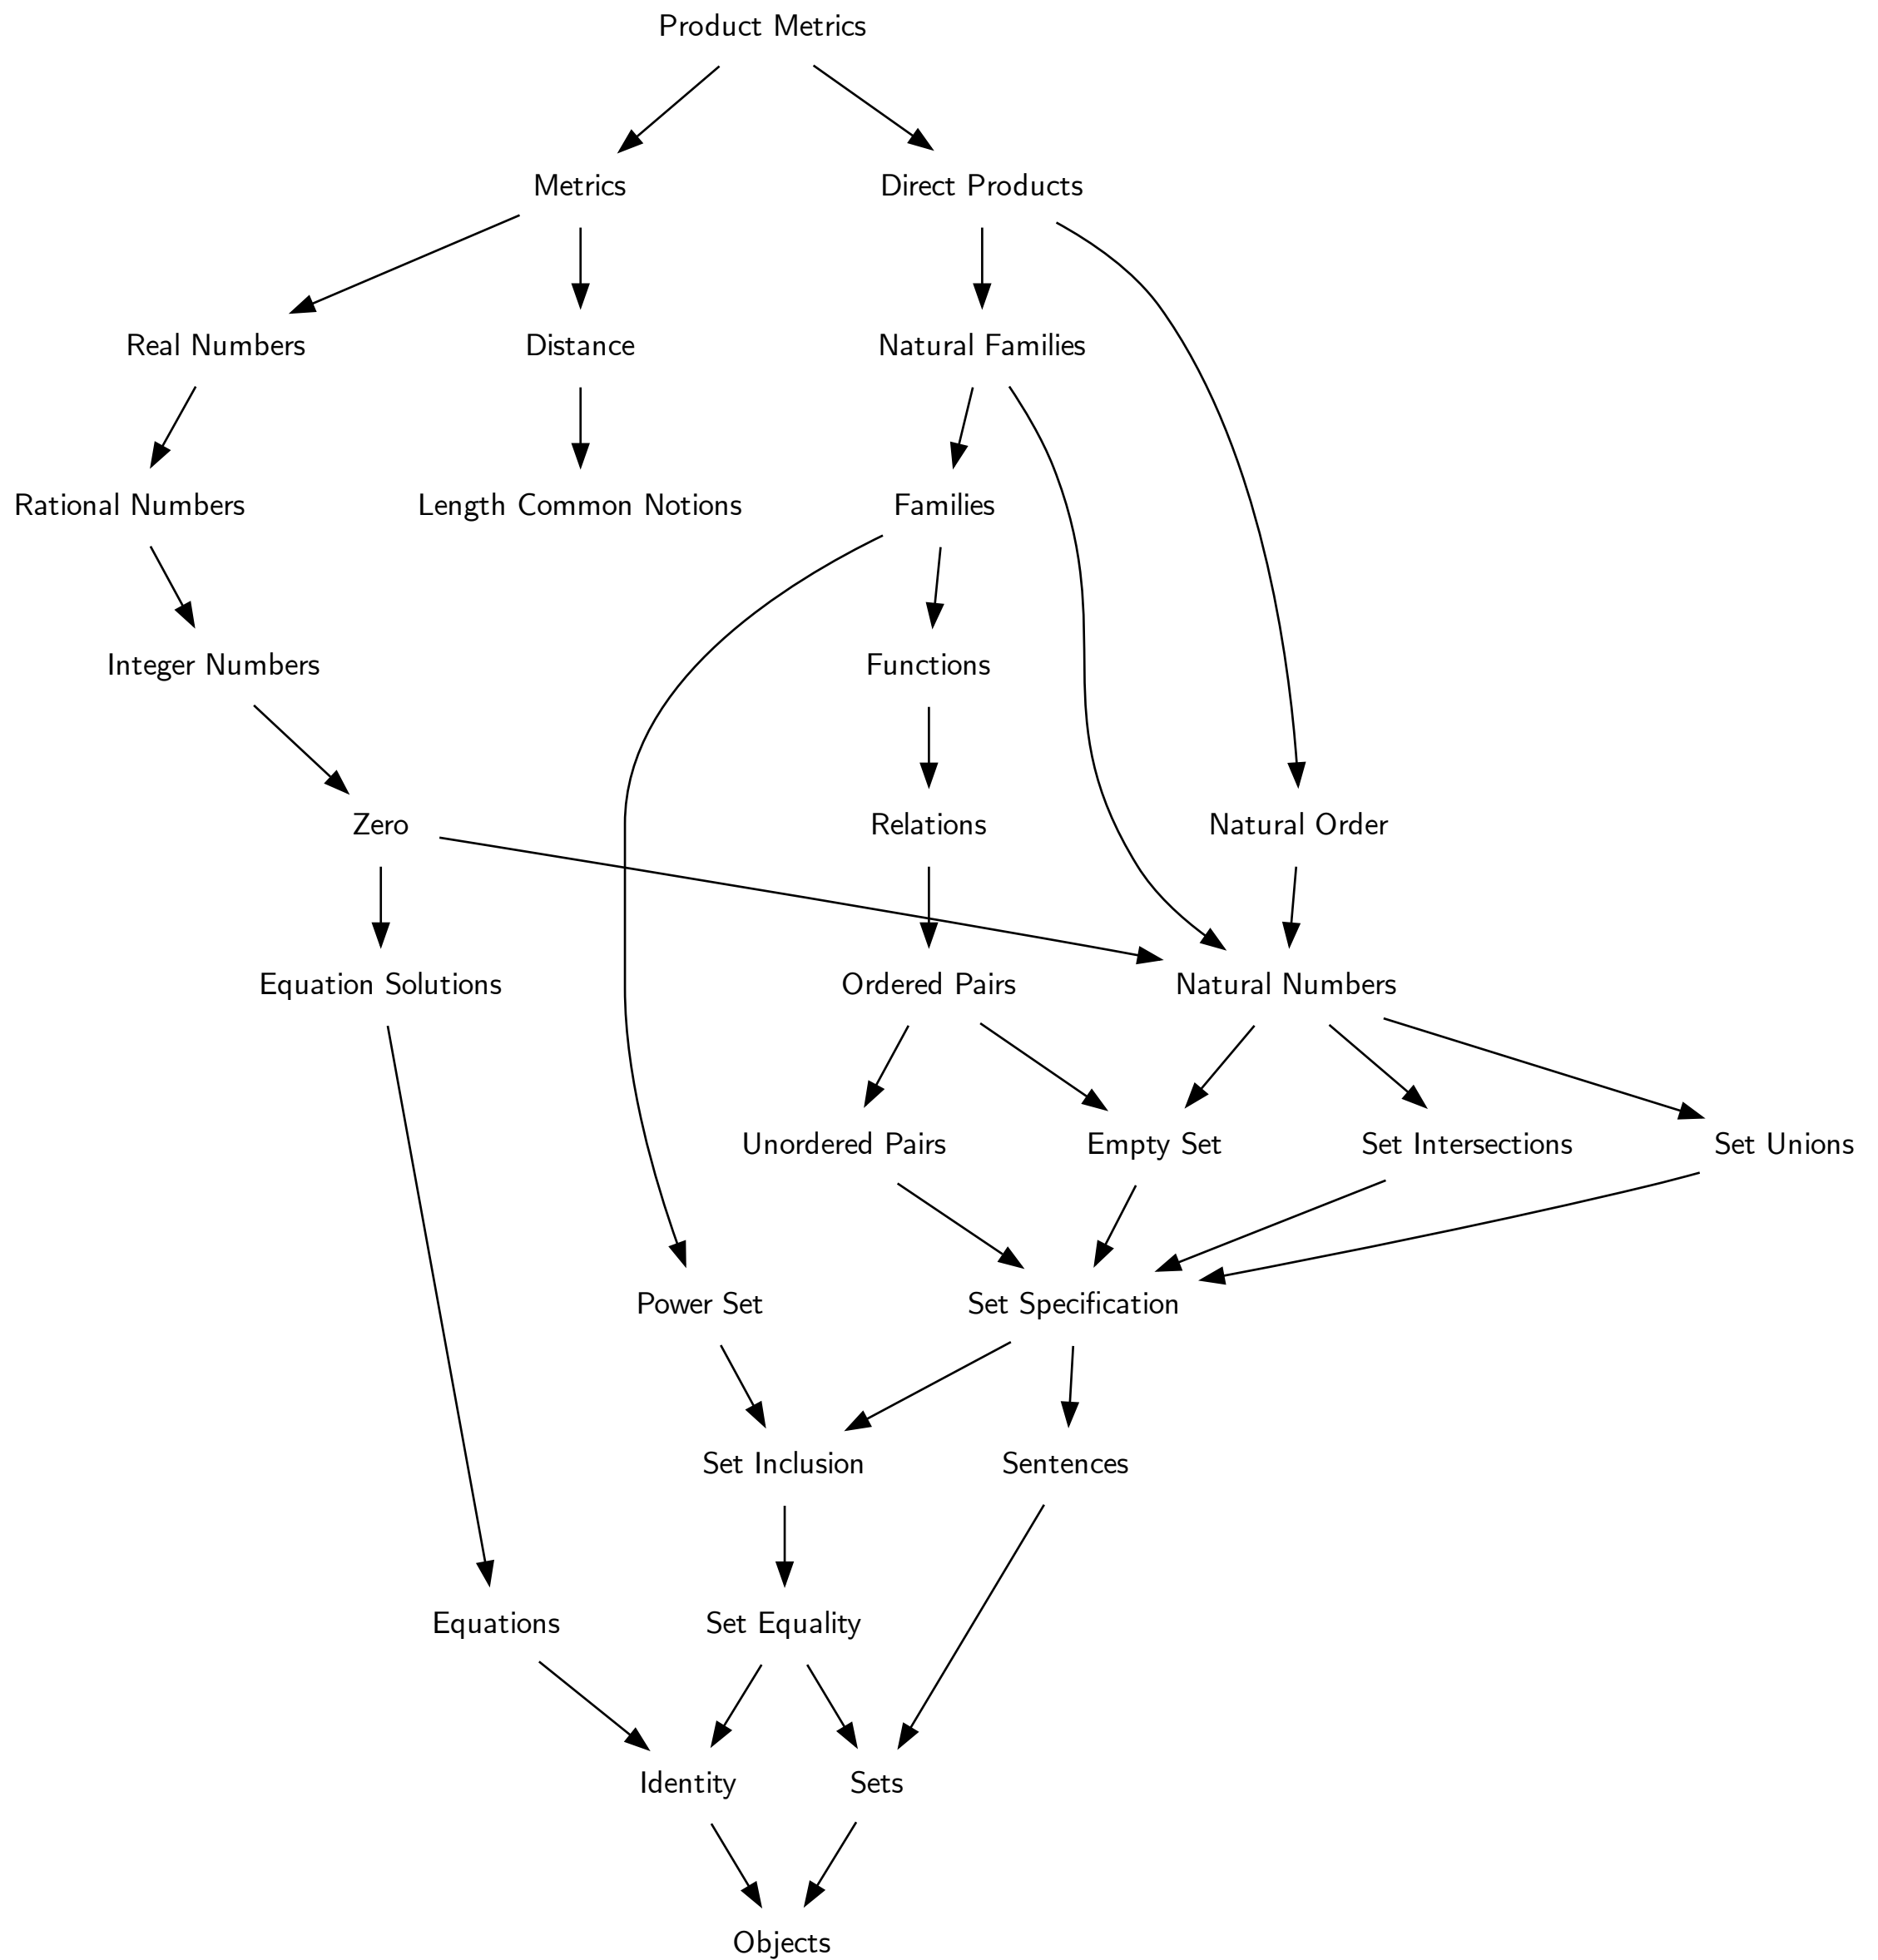 Product Metrics
Metrics
Direct Products
Real Numbers
Distance
Natural Families
Rational Numbers
Length Common Notions
Families
Integer Numbers
Functions
Zero
Relations
Natural Order
Equation Solutions
Ordered Pairs
Natural Numbers
Unordered Pairs
Empty Set
Set Intersections
Set Unions
Power Set
Set Specification
Set Inclusion
Sentences
Equations
Set Equality
Identity
Sets
Objects